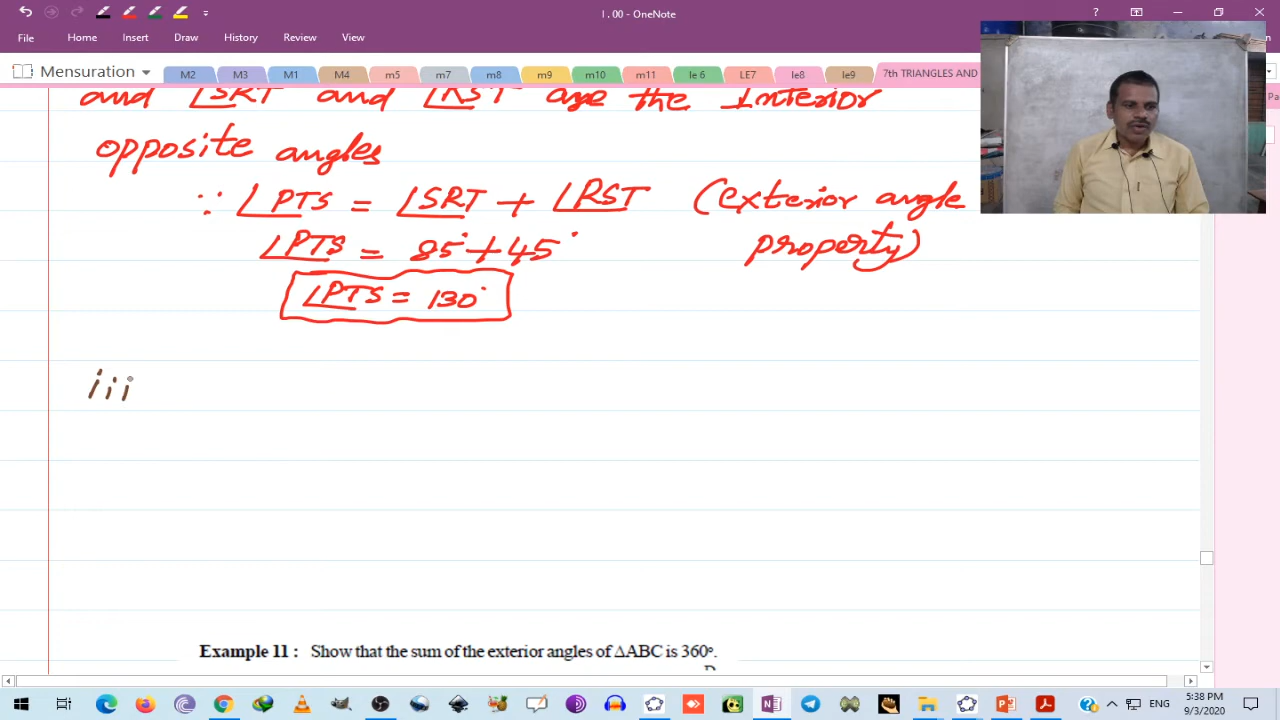 1.00 - OneNote
File Home Insert Draw History Review View
Mensuration M2 M3 M1 M4 m5 m7 m8 m9 m10 m11 le 6 LE7 le8 le9 7th TRIANGLES AND Pa
and ∠SRT and ∠RST are the Interior
opposite angles
∵ ∠PTS = ∠SRT + ∠RST (exterior angle
property)
∠PTS = 85° + 45°
∠PTS = 130°
iii
Example 11 : Show that the sum of the exterior angles of ΔABC is 360°.
D
ENG 5:38 PM
9/3/2020